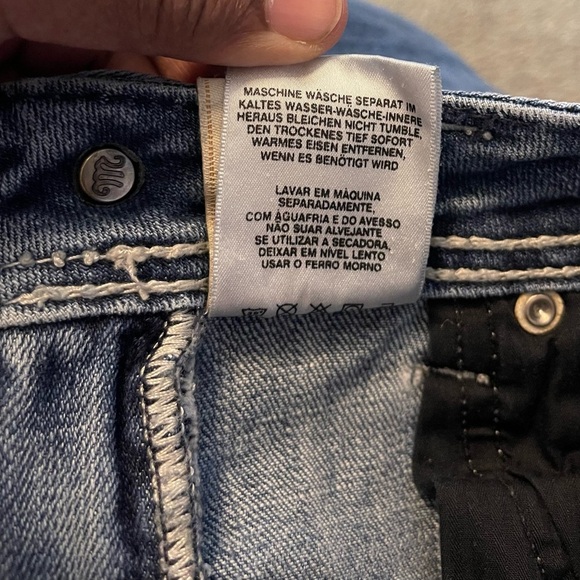 MASCHINE WÄSCHE SEPARAT IM
KALTES WASSER-WÄSCHE-INNERE
HERAUS BLEICHEN NICHT TUMBLE,
DEN TROCKENES TIEF SOFORT
WARMES EISEN ENTFERNEN,
WENN ES BENÖTIGT WIRD
LAVAR EM MÁQUINA
SEPARADAMENTE,
COM ÁGUAFRIA E DO AVESSO
NÃO SUAR ALVEJANTE
SE UTILIZAR A SECADORA,
DEIXAR EM NÍVEL LENTO
USAR O FERRO MORNO